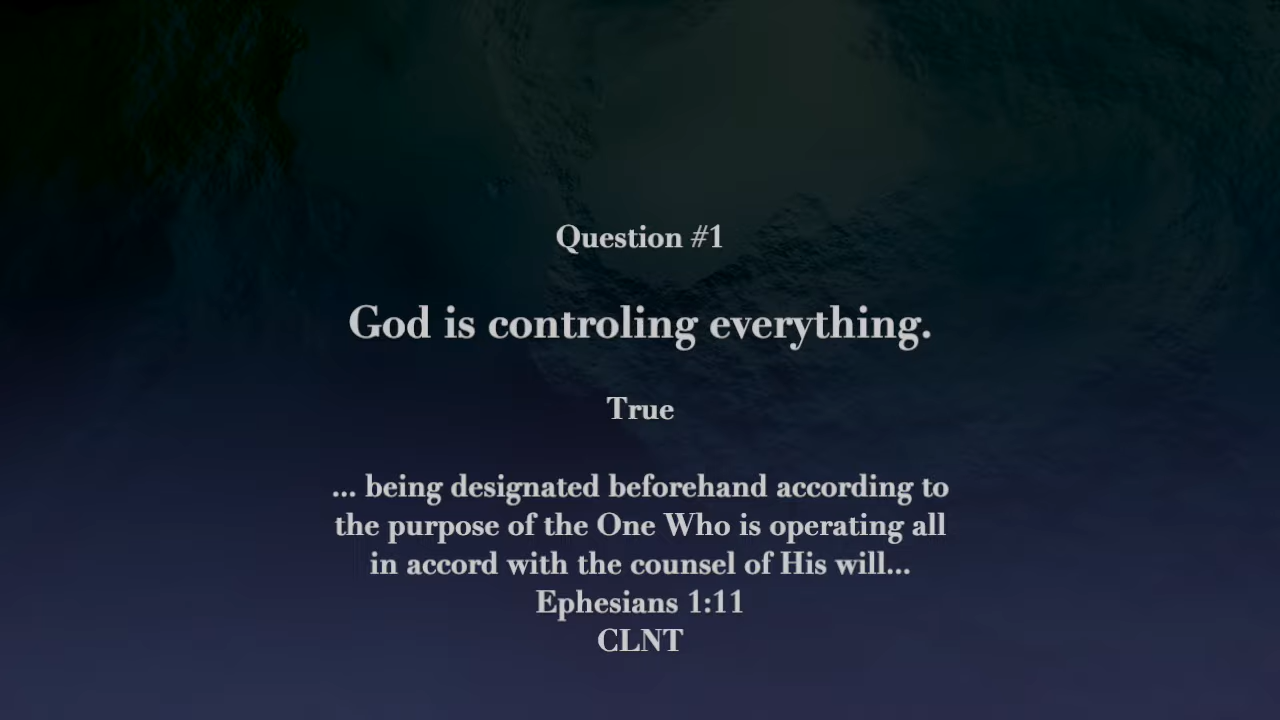 Question #1
God is controling everything.
True
... being designated beforehand according to
the purpose of the One Who is operating all
in accord with the counsel of His will...
Ephesians 1:11
CLNT